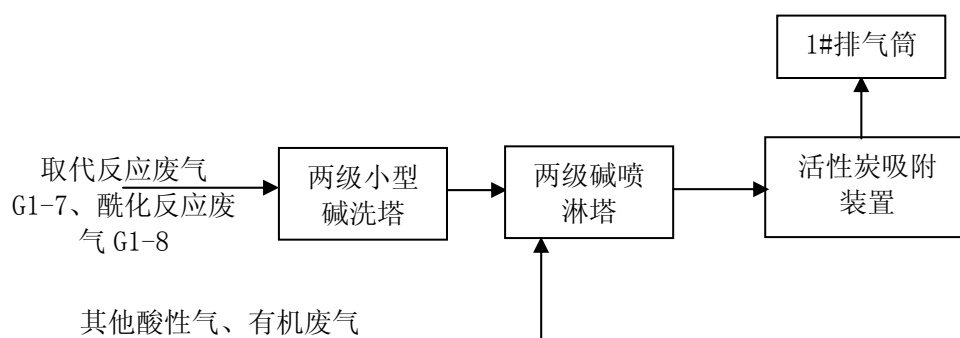 1#排气筒
取代反应废气
G1-7、酰化反应废
气 G1-8
两级小型
碱洗塔
两级碱喷
淋塔
活性炭吸附
装置
其他酸性气、有机废气